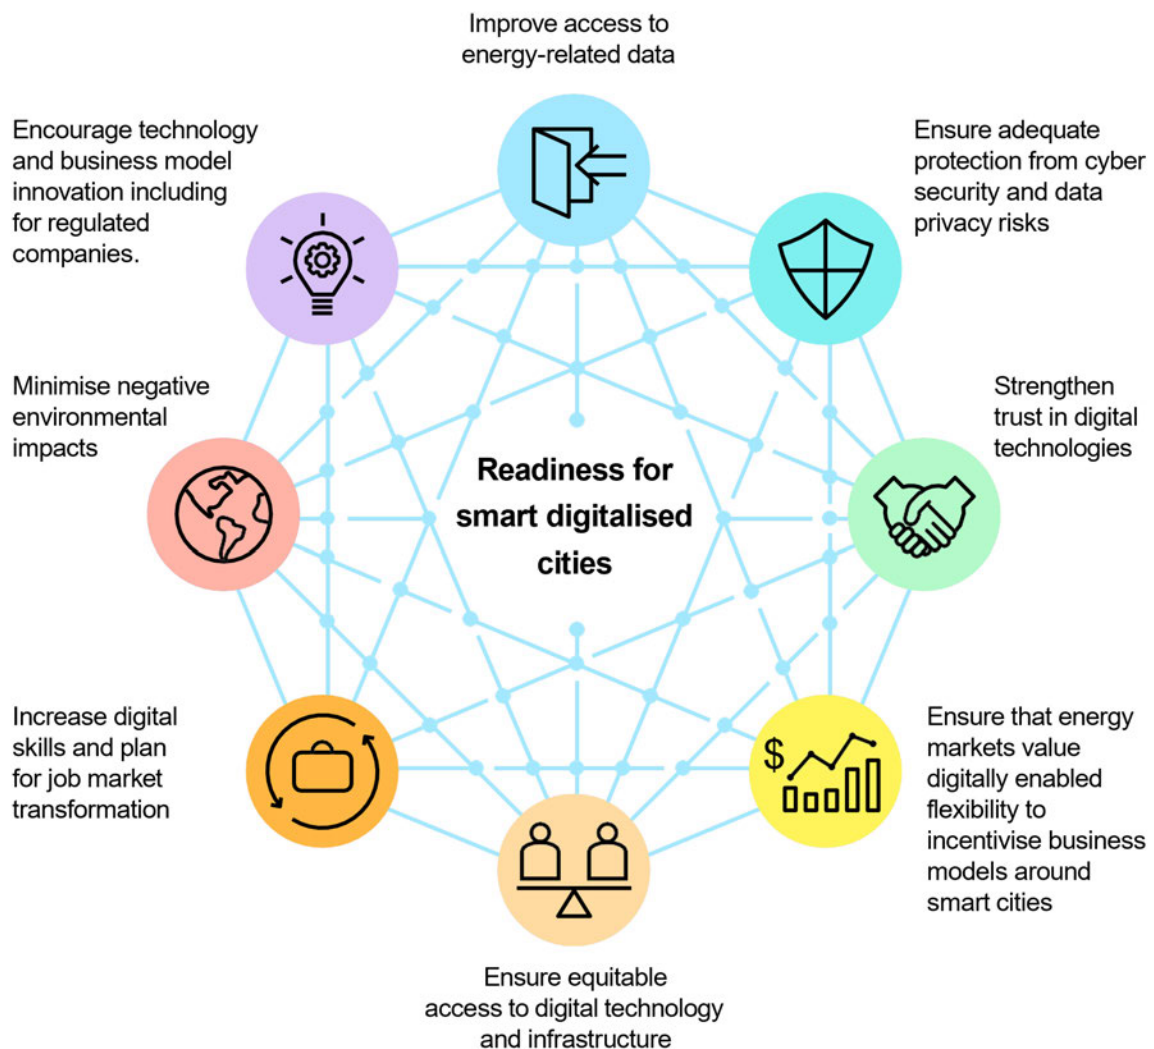 Improve access to
energy-related data
Encourage technology
and business model
innovation including
for regulated
companies.
Ensure adequate
protection from cyber
security and data
privacy risks
Minimise negative
environmental
impacts
Strengthen
trust in digital
technologies
Readiness for
smart digitalised
cities
Increase digital
skills and plan
for job market
transformation
$
Ensure that energy
markets value
digitally enabled
flexibility to
incentivise business
models around
smart cities
Ensure equitable
access to digital technology
and infrastructure